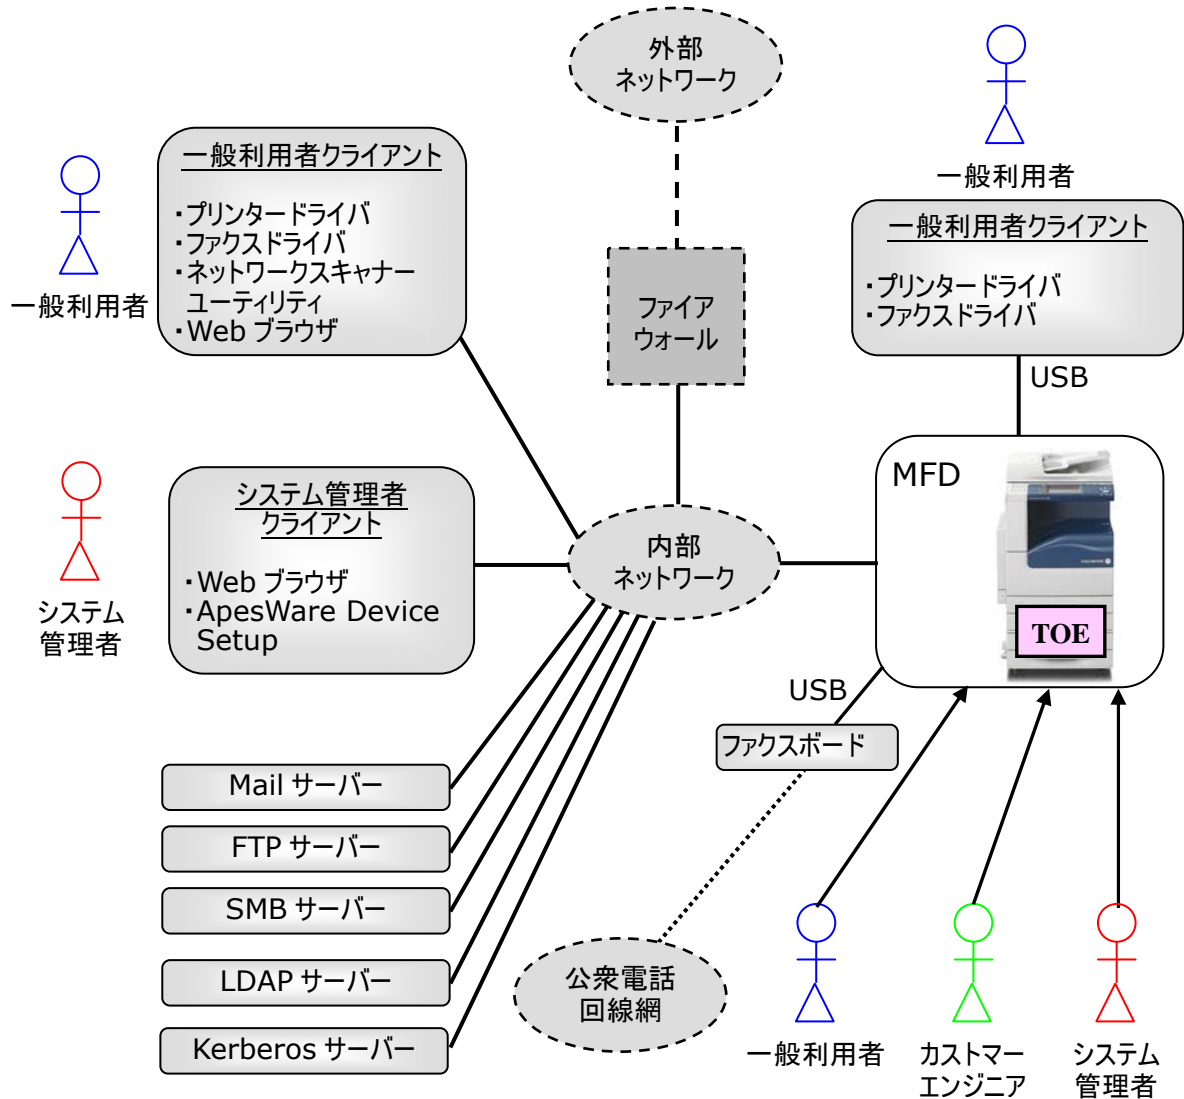 外部
ネットワーク
一般利用者
一般利用者クライアント
・プリンタードライバ
・ファクスドライバ
・ネットワークスキャナー
ユーティリティ
・Web ブラウザ
一般利用者
一般利用者クライアント
・プリンタードライバ
・ファクスドライバ
ファイア
ウォール
USB
MFD
TOE
システム管理者
クライアント
・Web ブラウザ
・ApesWare Device
Setup
システム
管理者
内部
ネットワーク
USB
ファクスボード
Mail サーバー
FTP サーバー
SMB サーバー
LDAP サーバー
Kerberos サーバー
公衆電話
回線網
一般利用者
カストマー
エンジニア
システム
管理者